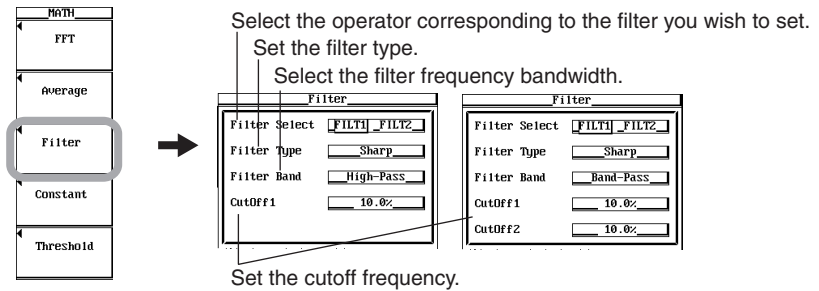 MATH
FFT
Average
Filter
Constant
Threshold
Select the operator corresponding to the filter you wish to set.
Set the filter type.
Select the filter frequency bandwidth.
Filter
Filter Select FILT1 FILT2
Filter Type Sharp
Filter Band High-Pass
CutOff1 10.0%
Filter
Filter Select FILT1 FILT2
Filter Type Sharp
Filter Band Band-Pass
CutOff1 10.0%
CutOff2 10.0%
Set the cutoff frequency.